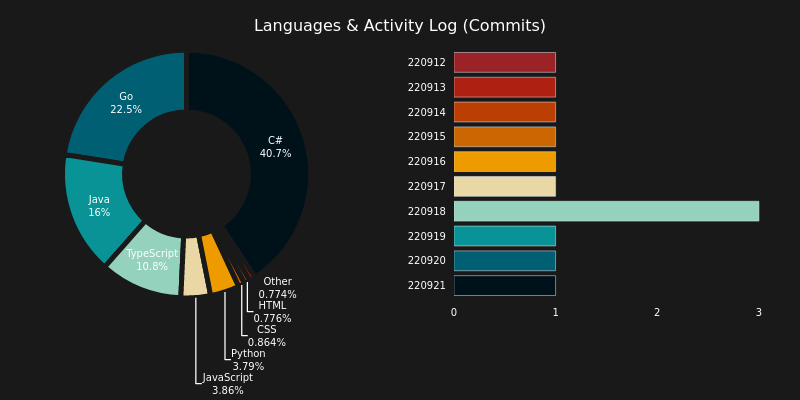 Languages & Activity Log (Commits)
Go
22.5%
C#
40.7%
Java
16%
TypeScript
10.8%
Other
0.774%
HTML
0.776%
CSS
0.864%
Python
3.79%
JavaScript
3.86%
220912
220913
220914
220915
220916
220917
220918
220919
220920
220921
0 1 2 3